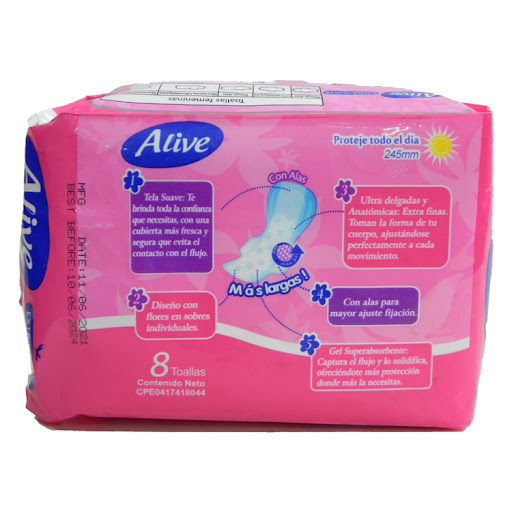 Toallas femeninas
Alive
Proteje todo el día
245mm
1
Tela Suave: Te
brinda toda la confianza
que necesitas, con una
cubierta más fresca y
segura que evita el
contacto con el flujo.
Con Alas
3
Ultra delgadas y
Anatómicas: Extra finas.
Toman la forma de tu
cuerpo, ajustándose
perfectamente a cada
movimiento.
Más largas!
2
Diseño con
flores en sobres
individuales.
4
Con alas para
mayor ajuste fijación.
5
Gel Superabsorbente:
Captura el flujo y lo solidifica,
ofreciéndote más protección
donde más la necesitas.
8 Toallas
Contenido Neto
CPE0417418044
Alive
MFG DATE:11/06/2021
BEST BEFORE:10/06/2024